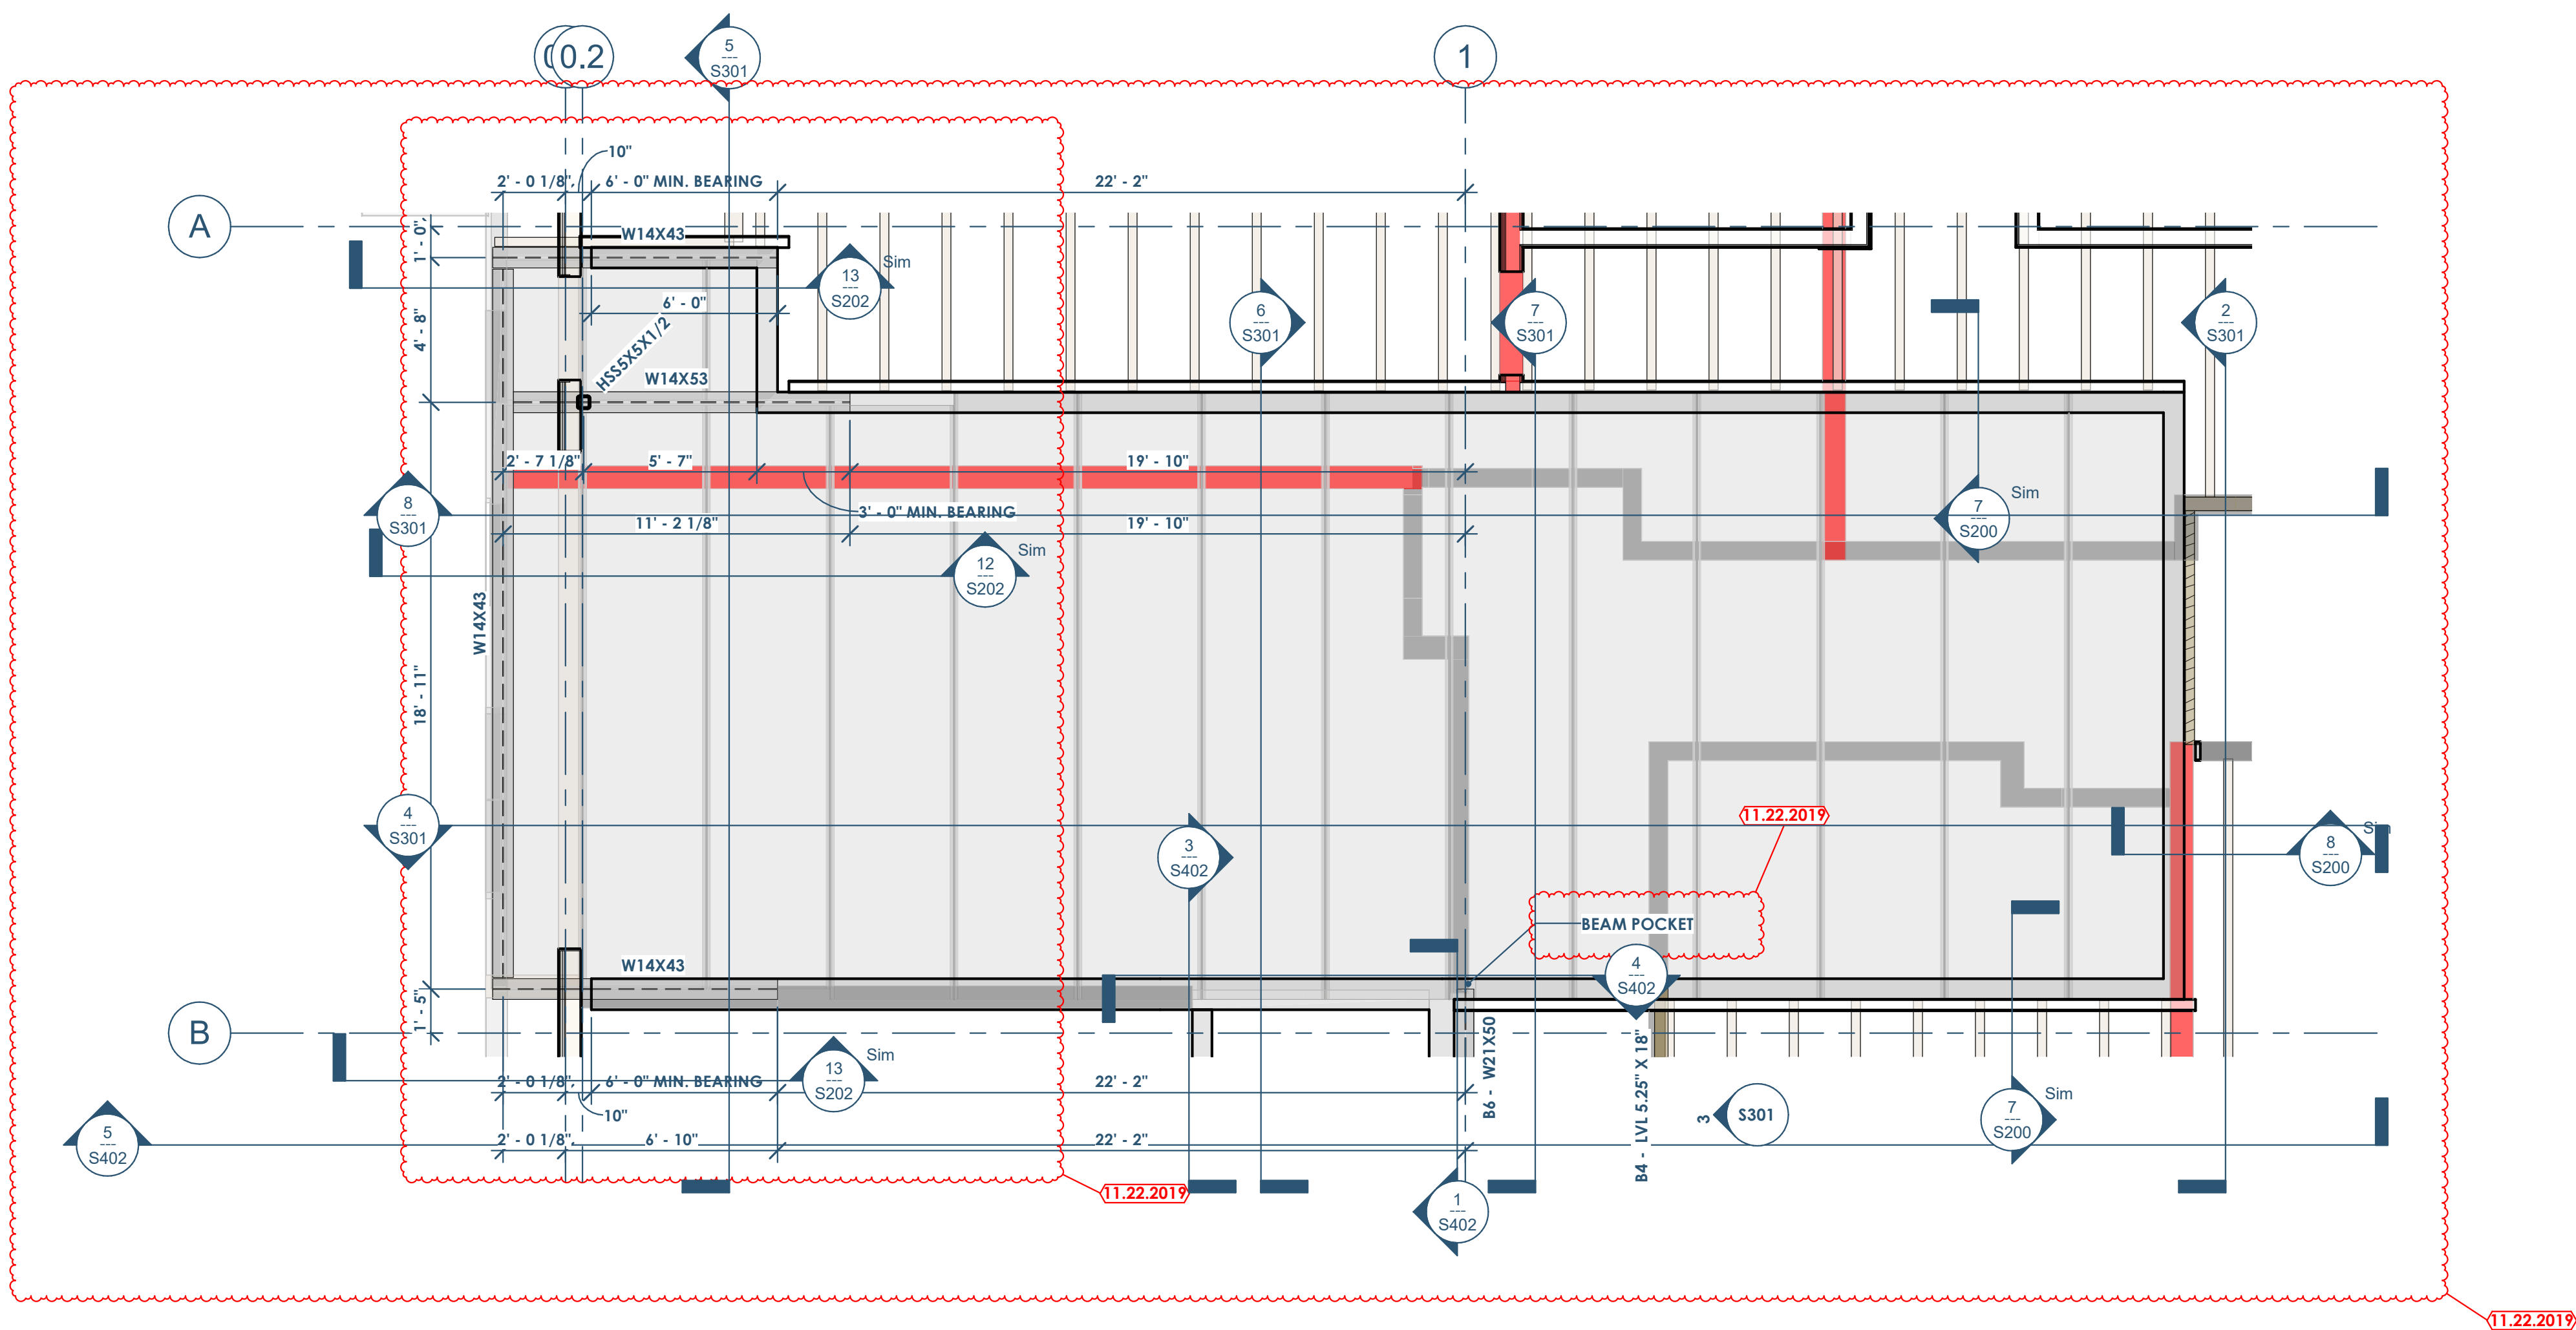 0.2
5
---
S301
1
10"
2' - 0 1/8"
6' - 0" MIN. BEARING
22' - 2"
A
1' - 0"
W14X43
13
---
S202
Sim
6' - 0"
4' - 8"
HSS5X5X1/2
W14X53
6
---
S301
7
---
S301
2
---
S301
2' - 7 1/8"
5' - 7"
19' - 10"
8
---
S301
3' - 0" MIN. BEARING
7
---
S200
Sim
11' - 2 1/8"
19' - 10"
12
---
S202
Sim
W14X43
18' - 11"
4
---
S301
3
---
S402
11.22.2019
8
---
S200
BEAM POCKET
W14X43
4
---
S402
1' - 5"
B
13
---
S202
Sim
2' - 0 1/8"
6' - 0" MIN. BEARING
22' - 2"
10"
B6 - W21X50
B4 - LVL 5.25" X 18"
3
S301
7
---
S200
Sim
5
---
S402
2' - 0 1/8"
6' - 10"
22' - 2"
11.22.2019
1
---
S402
11.22.2019